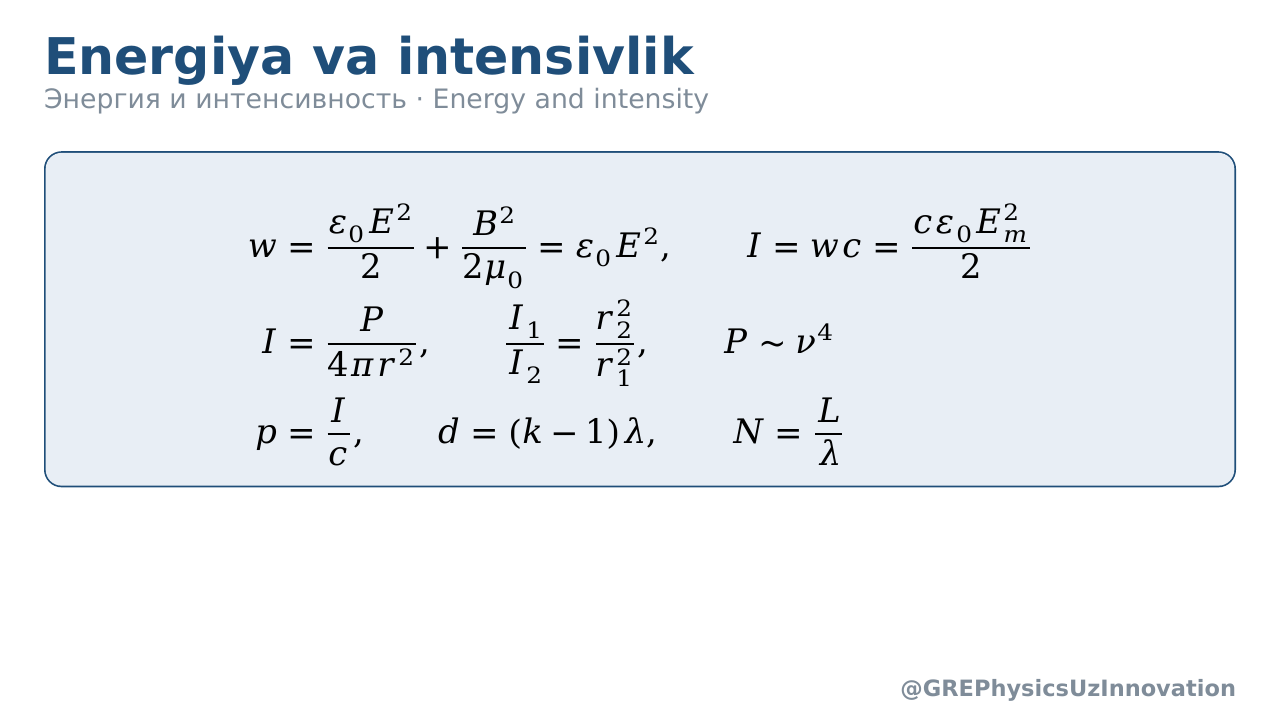 Energiya va intensivlik
Энергия и интенсивность · Energy and intensity
w = ε₀E²/2 + B²/2μ₀ = ε₀E², I = wc = cε₀Eₘ²/2
I = P/4πr², I₁/I₂ = r₂²/r₁², P ~ ν⁴
p = I/c, d = (k − 1)λ, N = L/λ
@GREPhysicsUzInnovation